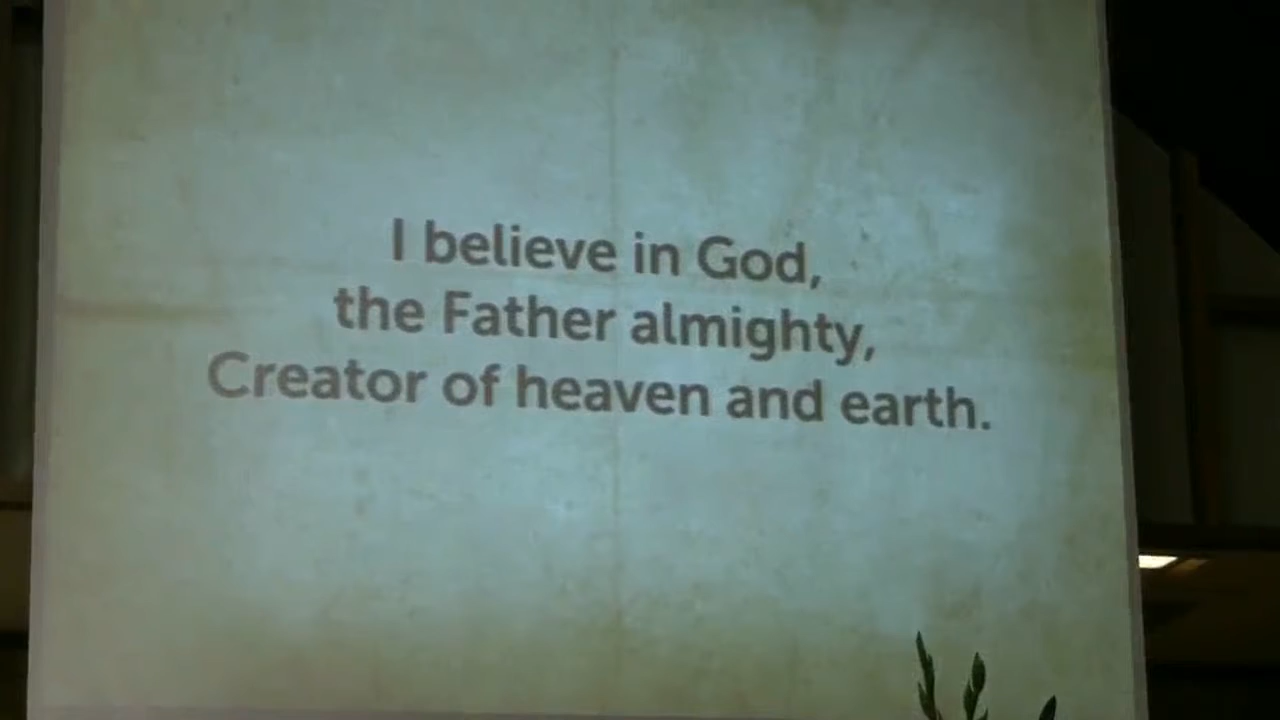 I believe in God,
the Father almighty,
Creator of heaven and earth.